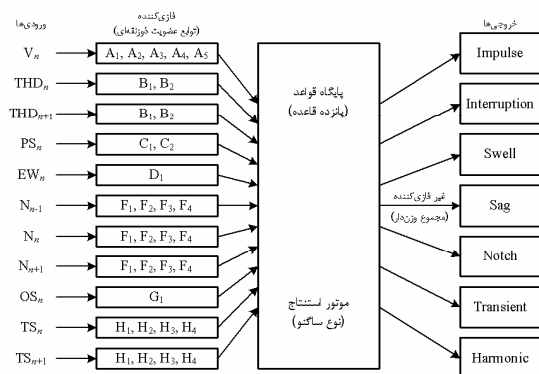 ورودی‌ها
فازی‌کننده
(توابع عضویت ذوزنقه‌ای)
خروجی‌ها
Vn
A1, A2, A3, A4, A5
THDn
B1, B2
THDn+1
B1, B2
PSn
C1, C2
EWn
D1
Nn-1
F1, F2, F3, F4
Nn
F1, F2, F3, F4
Nn+1
F1, F2, F3, F4
OSn
G1
TSn
H1, H2, H3, H4
TSn+1
H1, H2, H3, H4
پایگاه قواعد
(پانزده قاعده)
موتور استنتاج
(نوع ساگنو)
غیر فازی‌کننده
(مجموع وزن‌دار)
Impulse
Interruption
Swell
Sag
Notch
Transient
Harmonic